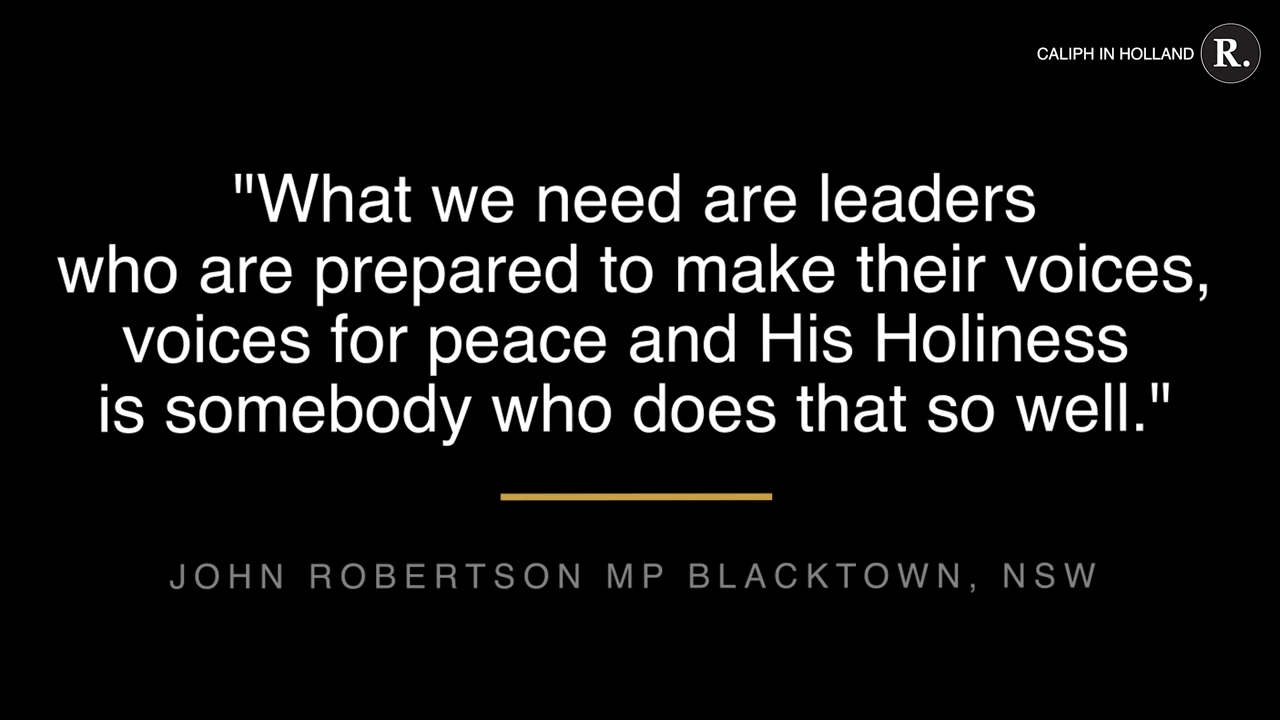 CALIPH IN HOLLAND R.
"What we need are leaders
who are prepared to make their voices,
voices for peace and His Holiness
is somebody who does that so well."
JOHN ROBERTSON MP BLACKTOWN, NSW